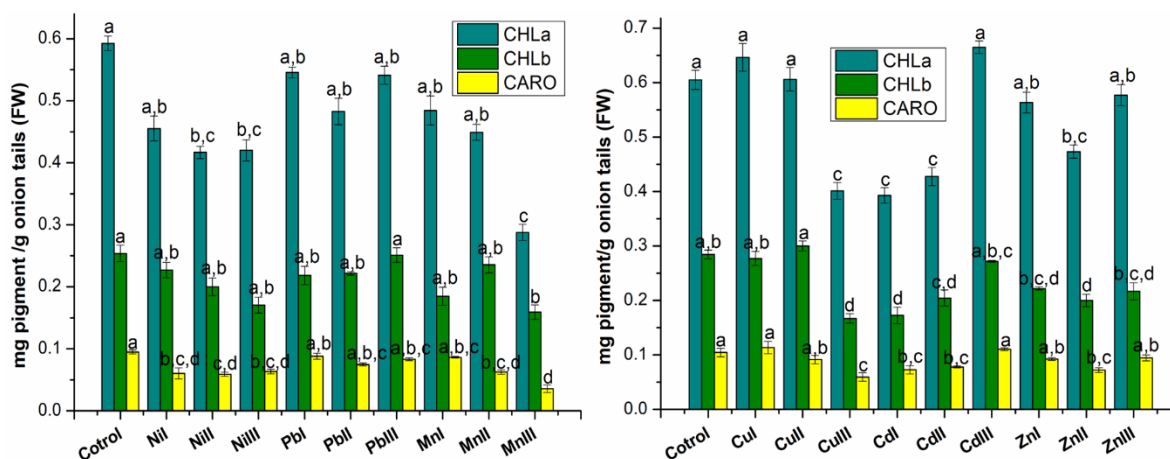 CHLa
CHLb
CARO
mg pigment /g onion tails (FW)
0.6
0.5
0.4
0.3
0.2
0.1
0.0
a
a
a
a,b
a,b
b,c,d
b,c
a,b
c,d
b,c
a,b
b,c,d
a,b
a,b
a,b
a,b
a,b
a,b,c
a,b
a
a,b,c
a,b
a,b
a,b,c
a,b
a,b
b,c,d
c
b
d
Cotrol
NiI
NiII
NiIII
PbI
PbII
PbIII
MnI
MnII
MnIII
CHLa
CHLb
CARO
mg pigment/g onion tails (FW)
0.7
0.6
0.5
0.4
0.3
0.2
0.1
0.0
a
a,b
a
a
a,b
a
a
a
a,b
c
d
c
c
d
b,c
c
c,d
b,c
a
a,b,c
a
a,b
b,c,d
a,b
b,c
d
b,c
a,b
b,c,d
a,b
Cotrol
CuI
CuII
CuIII
CdI
CdII
CdIII
ZnI
ZnII
ZnIII